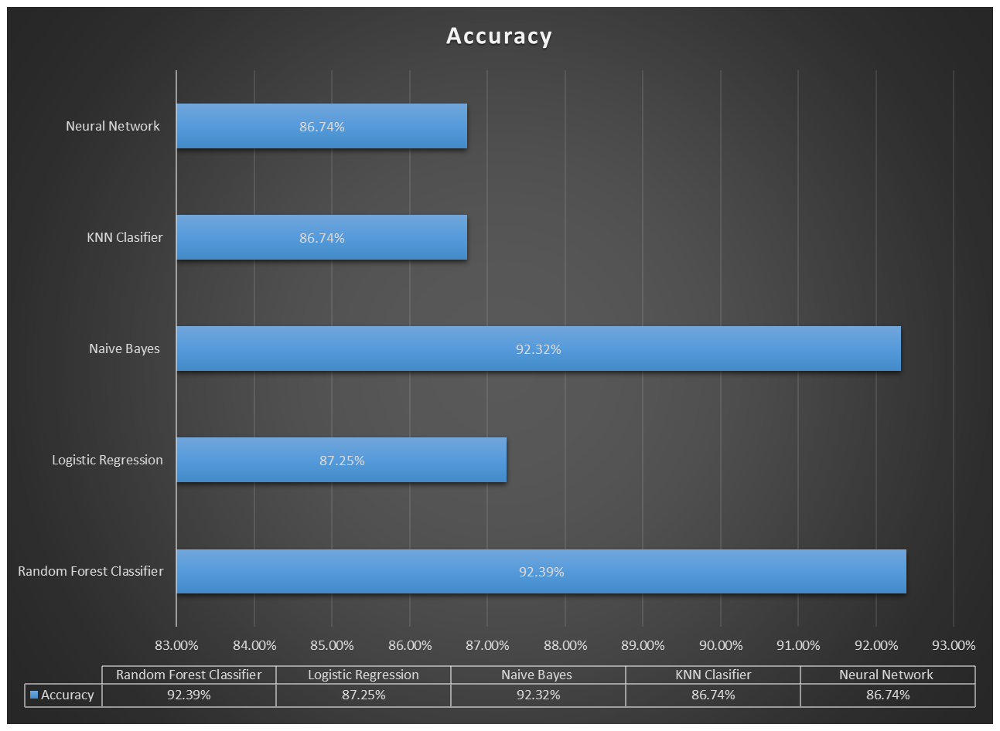 Accuracy
Neural Network
86.74%
KNN Clasifier
86.74%
Naive Bayes
92.32%
Logistic Regression
87.25%
Random Forest Classifier
92.39%
83.00% 84.00% 85.00% 86.00% 87.00% 88.00% 89.00% 90.00% 91.00% 92.00% 93.00%
Random Forest Classifier Logistic Regression Naive Bayes KNN Clasifier Neural Network
Accuracy 92.39% 87.25% 92.32% 86.74% 86.74%